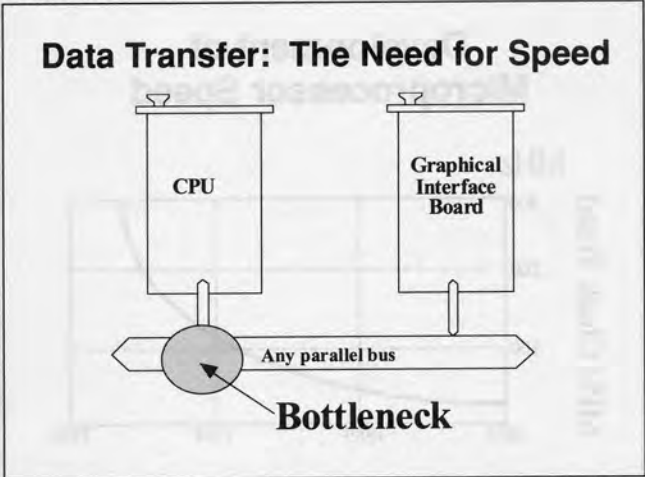 Data Transfer: The Need for Speed
CPU
Graphical
Interface
Board
Any parallel bus
Bottleneck